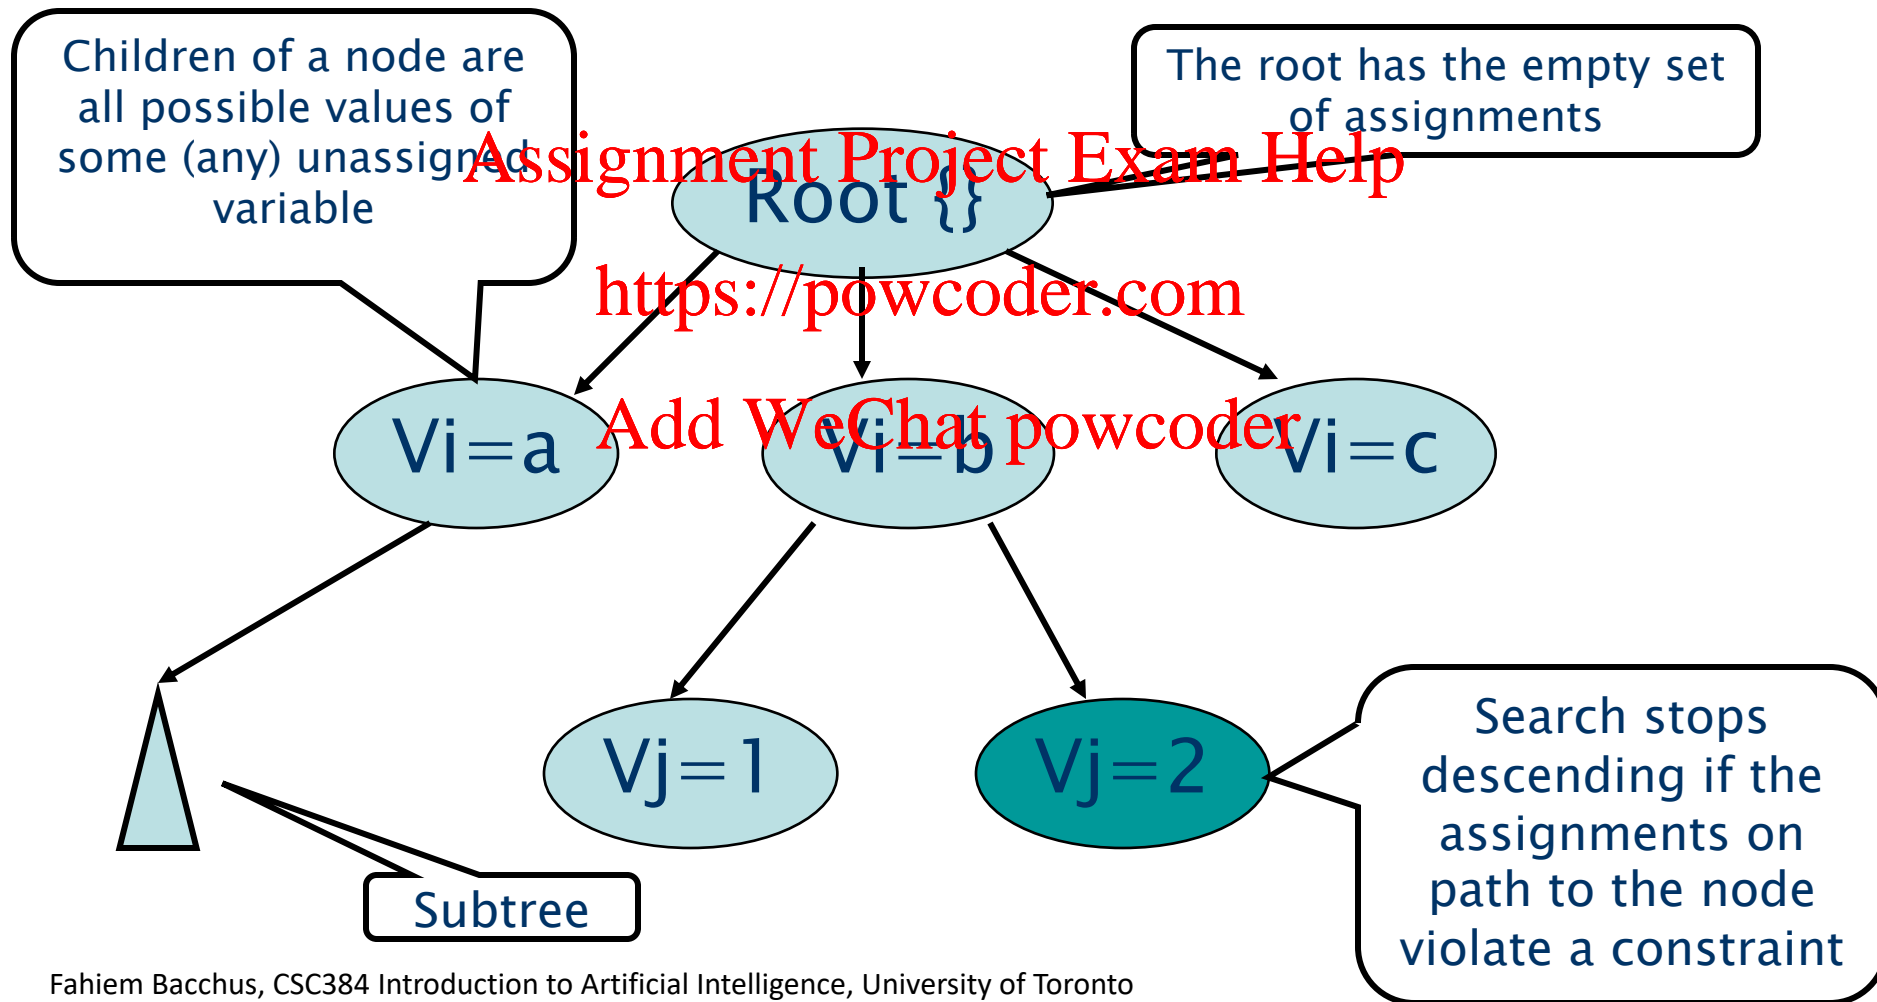 Children of a node are
all possible values of
some (any) unassigned
variable
The root has the empty set
of assignments
Assignment Project Exam Help
Root {}
https://powcoder.com
Add WeChat powcoder
Vi=a
Vi=b
Vi=c
Vj=1
Vj=2
Search stops
descending if the
assignments on
path to the node
violate a constraint
Subtree
Fahiem Bacchus, CSC384 Introduction to Artificial Intelligence, University of Toronto